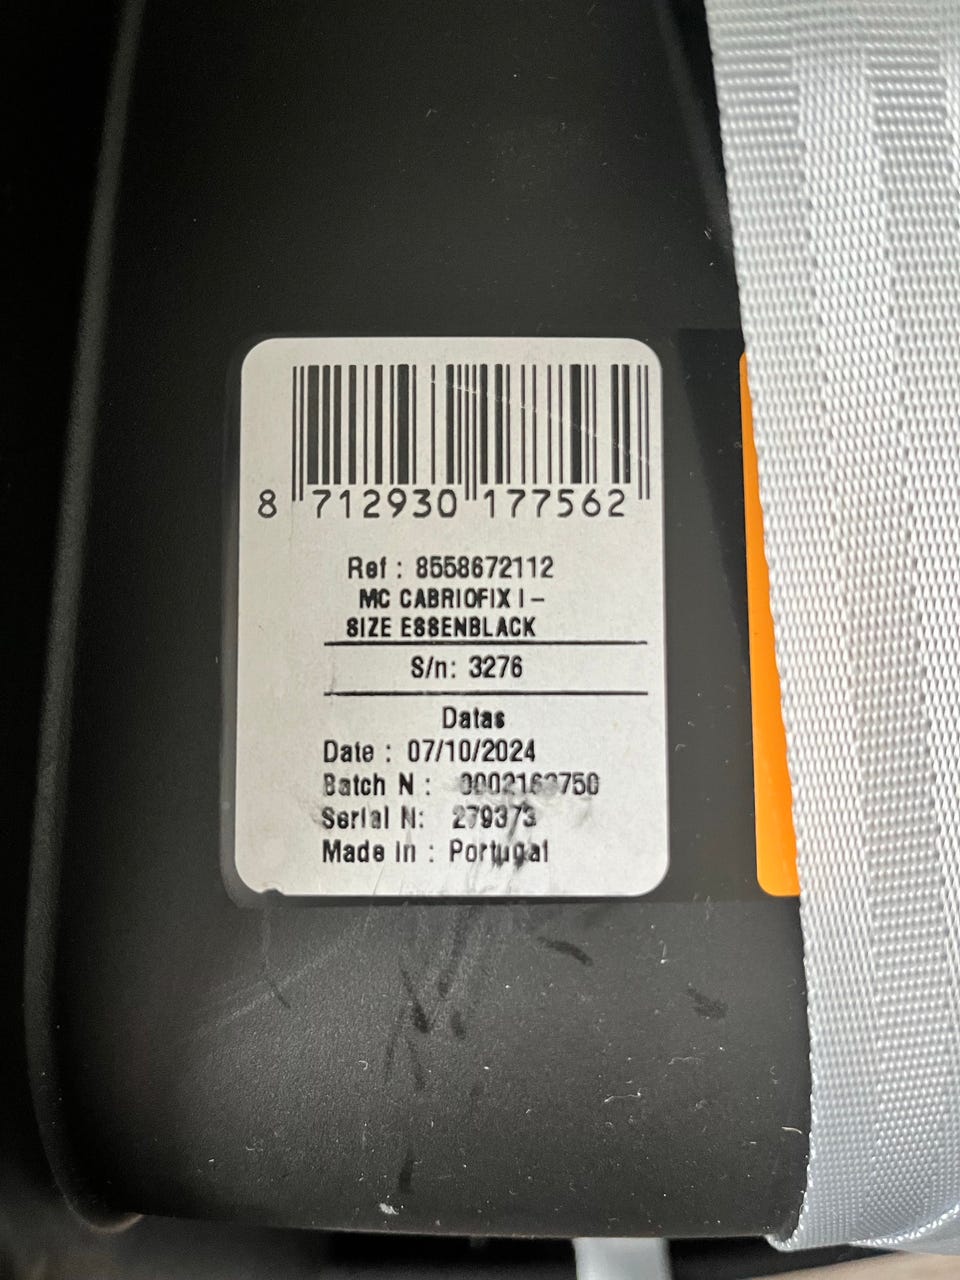 8 712930 177562
Ref : 8558672112
MC CABRIOFIX I -
SIZE ESSENBLACK
S/n: 3276
Datas
Date : 07/10/2024
Batch N :
Serial N: 279373
Made in : Portugal